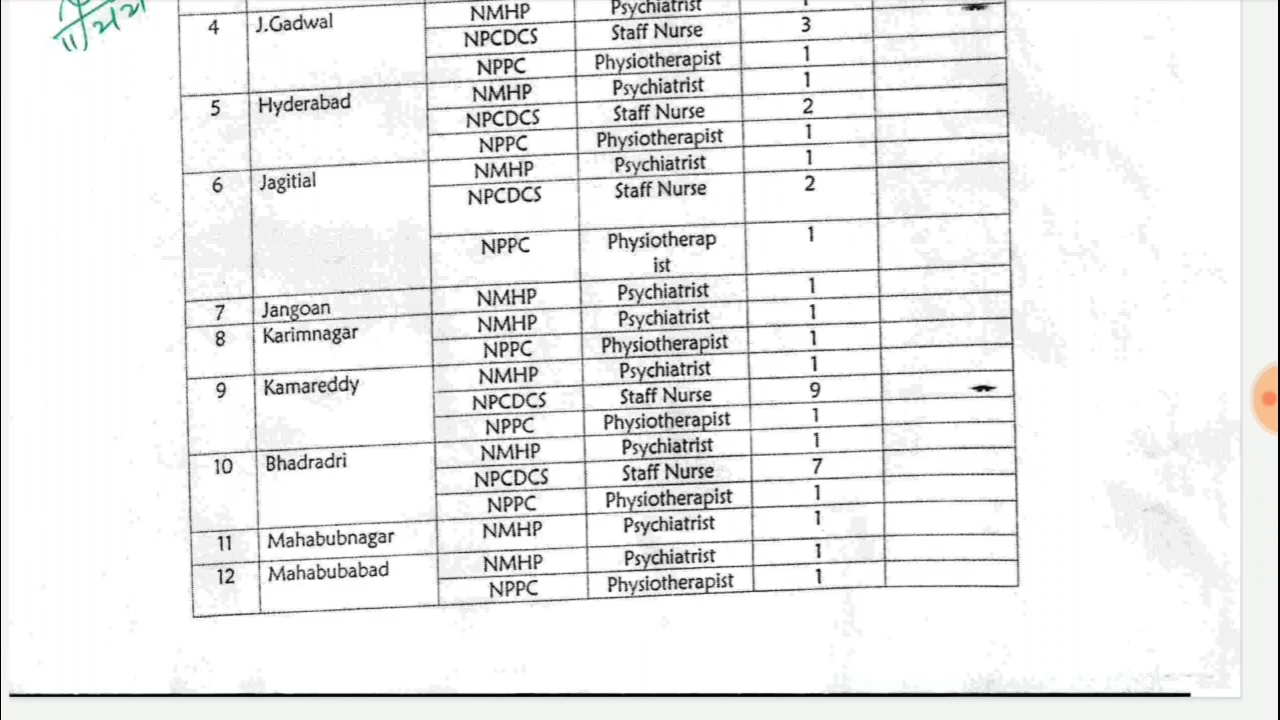 11/2/21
NMHP Psychiatrist 1
4 J.Gadwal NPCDCS Staff Nurse 3
NPPC Physiotherapist 1
5 Hyderabad NMHP Psychiatrist 1
NPCDCS Staff Nurse 2
NPPC Physiotherapist 1
6 Jagitial NMHP Psychiatrist 1
NPCDCS Staff Nurse 2
NPPC Physiotherap 1
ist
7 Jangoan NMHP Psychiatrist 1
8 Karimnagar NMHP Psychiatrist 1
NPPC Physiotherapist 1
9 Kamareddy NMHP Psychiatrist 1
NPCDCS Staff Nurse 9
NPPC Physiotherapist 1
10 Bhadradri NMHP Psychiatrist 1
NPCDCS Staff Nurse 7
NPPC Physiotherapist 1
11 Mahabubnagar NMHP Psychiatrist 1
12 Mahabubabad NMHP Psychiatrist 1
NPPC Physiotherapist 1